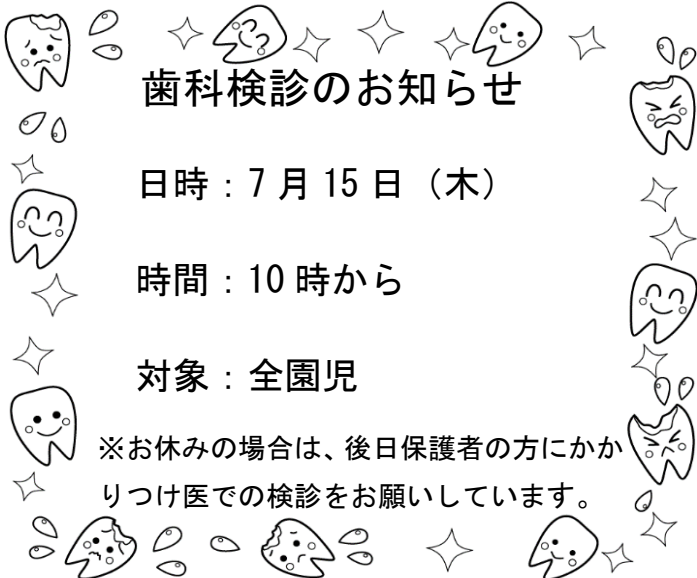 歯科検診のお知らせ
日時：7月15日（木）
時間：10時から
対象：全園児
※お休みの場合は、後日保護者の方にかか
りつけ医での検診をお願いしています。